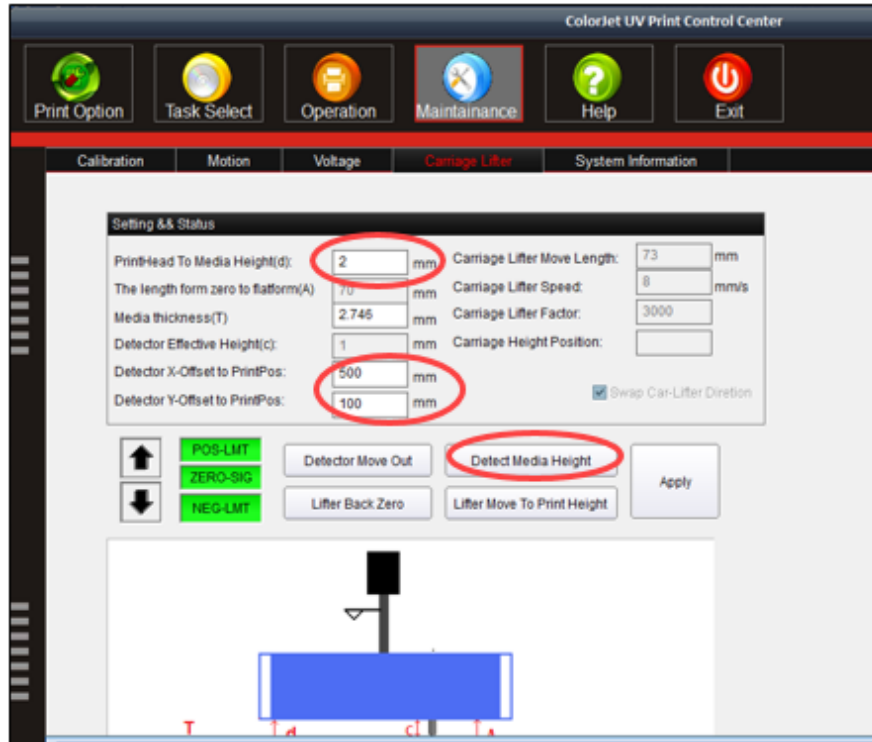 ColorJet UV Print Control Center
Print Option Task Select Operation Maintainance Help Exit
Calibration Motion Voltage Carriage Lifter System Information
Setting && Status
PrintHead To Media Height(d): 2 mm Carriage Lifter Move Length: 73 mm
The length form zero to flatform(A) 70 mm Carriage Lifter Speed: 8 mm/s
Media thickness(T) 2.746 mm Carriage Lifter Factor: 3000
Detector Effective Height(c): 1 mm Carriage Height Position:
Detector X-Offset to PrintPos: 500 mm
Detector Y-Offset to PrintPos: 100 mm Swap Car-Lifter Diretion
POS-LMT
ZERO-SIG
NEG-LMT
Detector Move Out Detect Media Height Apply
Lifter Back Zero Lifter Move To Print Height
T d c A